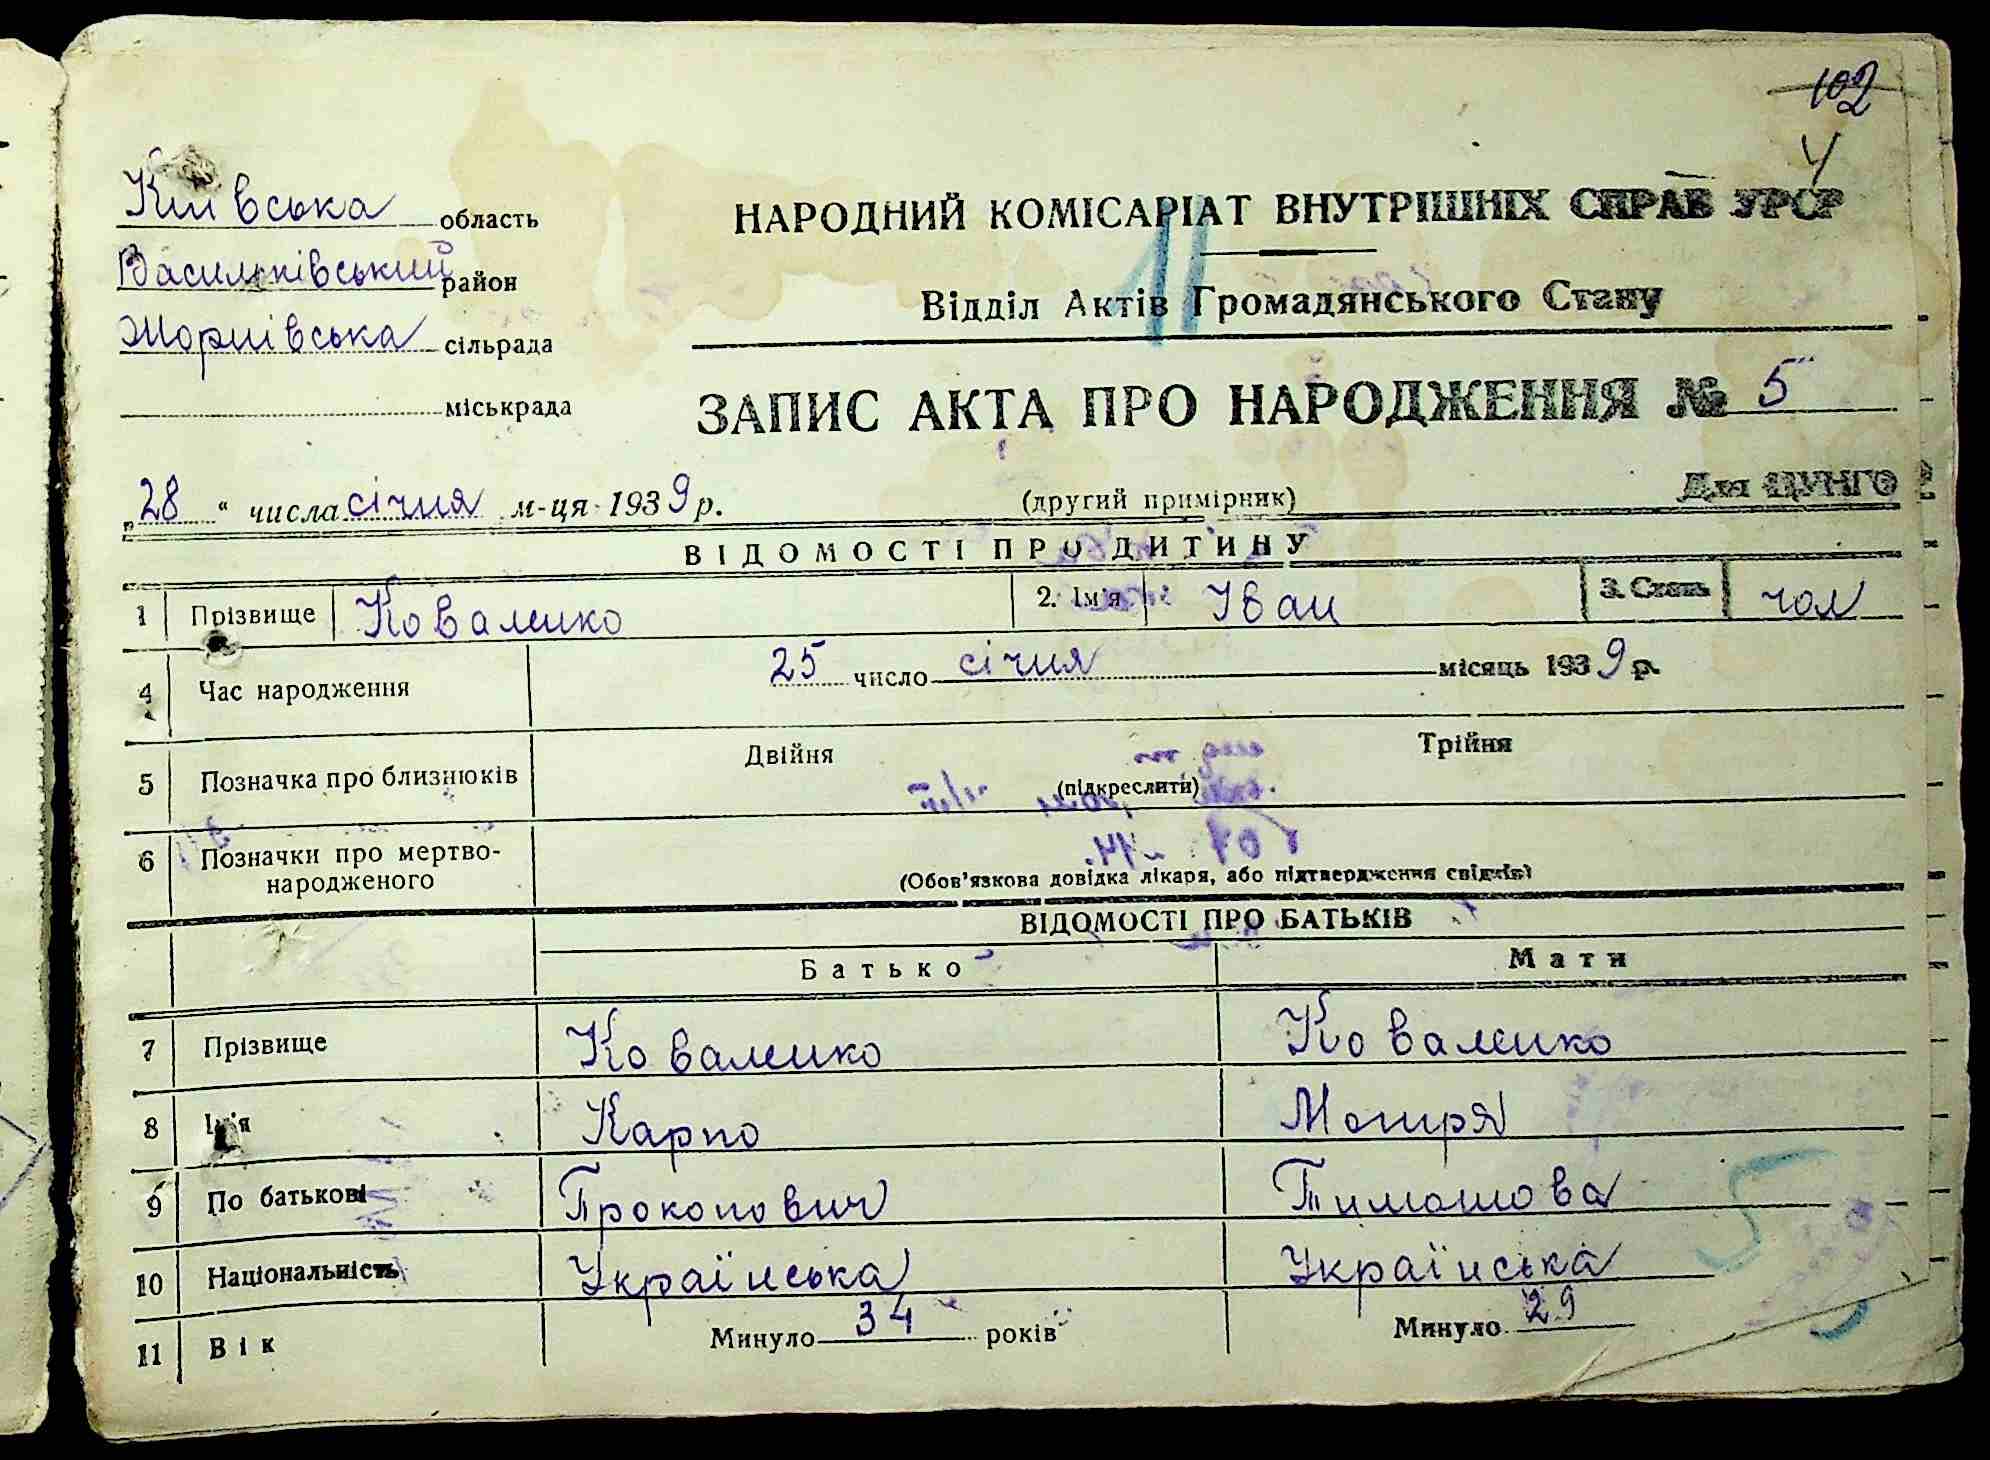 102
4
Київська область
Васильківський район
Жорнівська сільрада
міськрада
НАРОДНИЙ КОМІСАРІАТ ВНУТРІШНІХ СПРАВ УРСР
11
Відділ Актів Громадянського Стану
ЗАПИС АКТА ПРО НАРОДЖЕННЯ № 5
„28“ числа січня м-ця 1939 р. (другий примірник) Для ЦУНГО
ВІДОМОСТІ ПРО ДИТИНУ
1 Прізвище Коваленко 2. Ім'я Іван 3. Стать чол
4 Час народження 25 число січня місяць 1939 р.
5 Позначка про близнюків Двійня (підкреслити) Трійня
6 Позначки про мертво-
народженого (Обов'язкова довідка лікаря, або підтвердження свідків)
ВІДОМОСТІ ПРО БАТЬКІВ
Батько Мати
7 Прізвище Коваленко Коваленко
8 Ім'я Карпо Мотря
9 По батькові Прокопович Тимошова
10 Національність Українська Українська
5
11 Вік Минуло 34 років Минуло 29